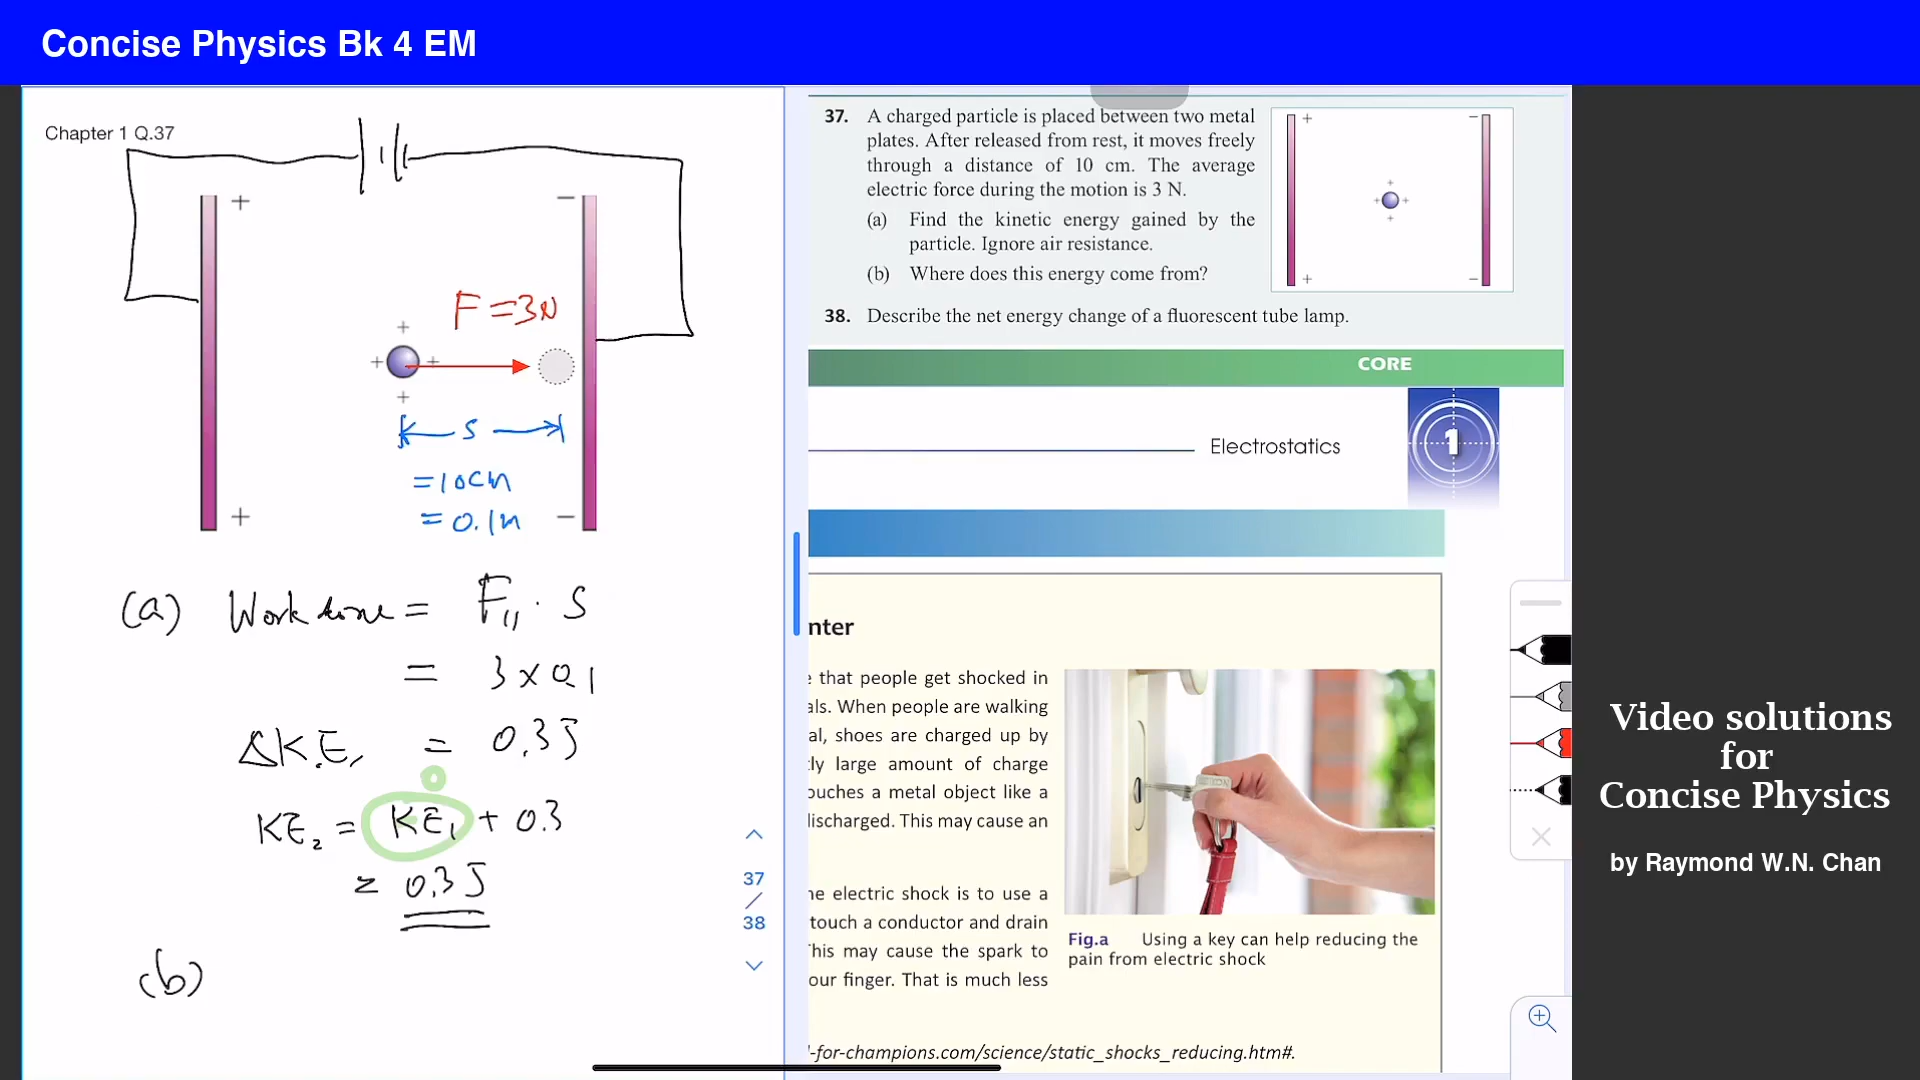 Concise Physics Bk 4 EM
Chapter 1 Q.37
+
−
F = 3N
+
+ +
+
s
= 10cm
= 0.1m
+
−
(a) Work done = F₁₁ · s
= 3 × 0.1
ΔK.E. = 0.3J
0
KE₂ = KE₁ + 0.3
= 0.3J
(b)
37
/
38
37. A charged particle is placed between two metal
plates. After released from rest, it moves freely
through a distance of 10 cm. The average
electric force during the motion is 3 N.
(a) Find the kinetic energy gained by the
particle. Ignore air resistance.
(b) Where does this energy come from?
+
−
+
+ +
+
+
−
38. Describe the net energy change of a fluorescent tube lamp.
CORE
Electrostatics
1
nter
that people get shocked in
als. When people are walking
al, shoes are charged up by
ly large amount of charge
ouches a metal object like a
discharged. This may cause an
he electric shock is to use a
touch a conductor and drain
This may cause the spark to
our finger. That is much less
Fig.a Using a key can help reducing the
pain from electric shock
-for-champions.com/science/static_shocks_reducing.htm#.
Video solutions
for
Concise Physics
by Raymond W.N. Chan